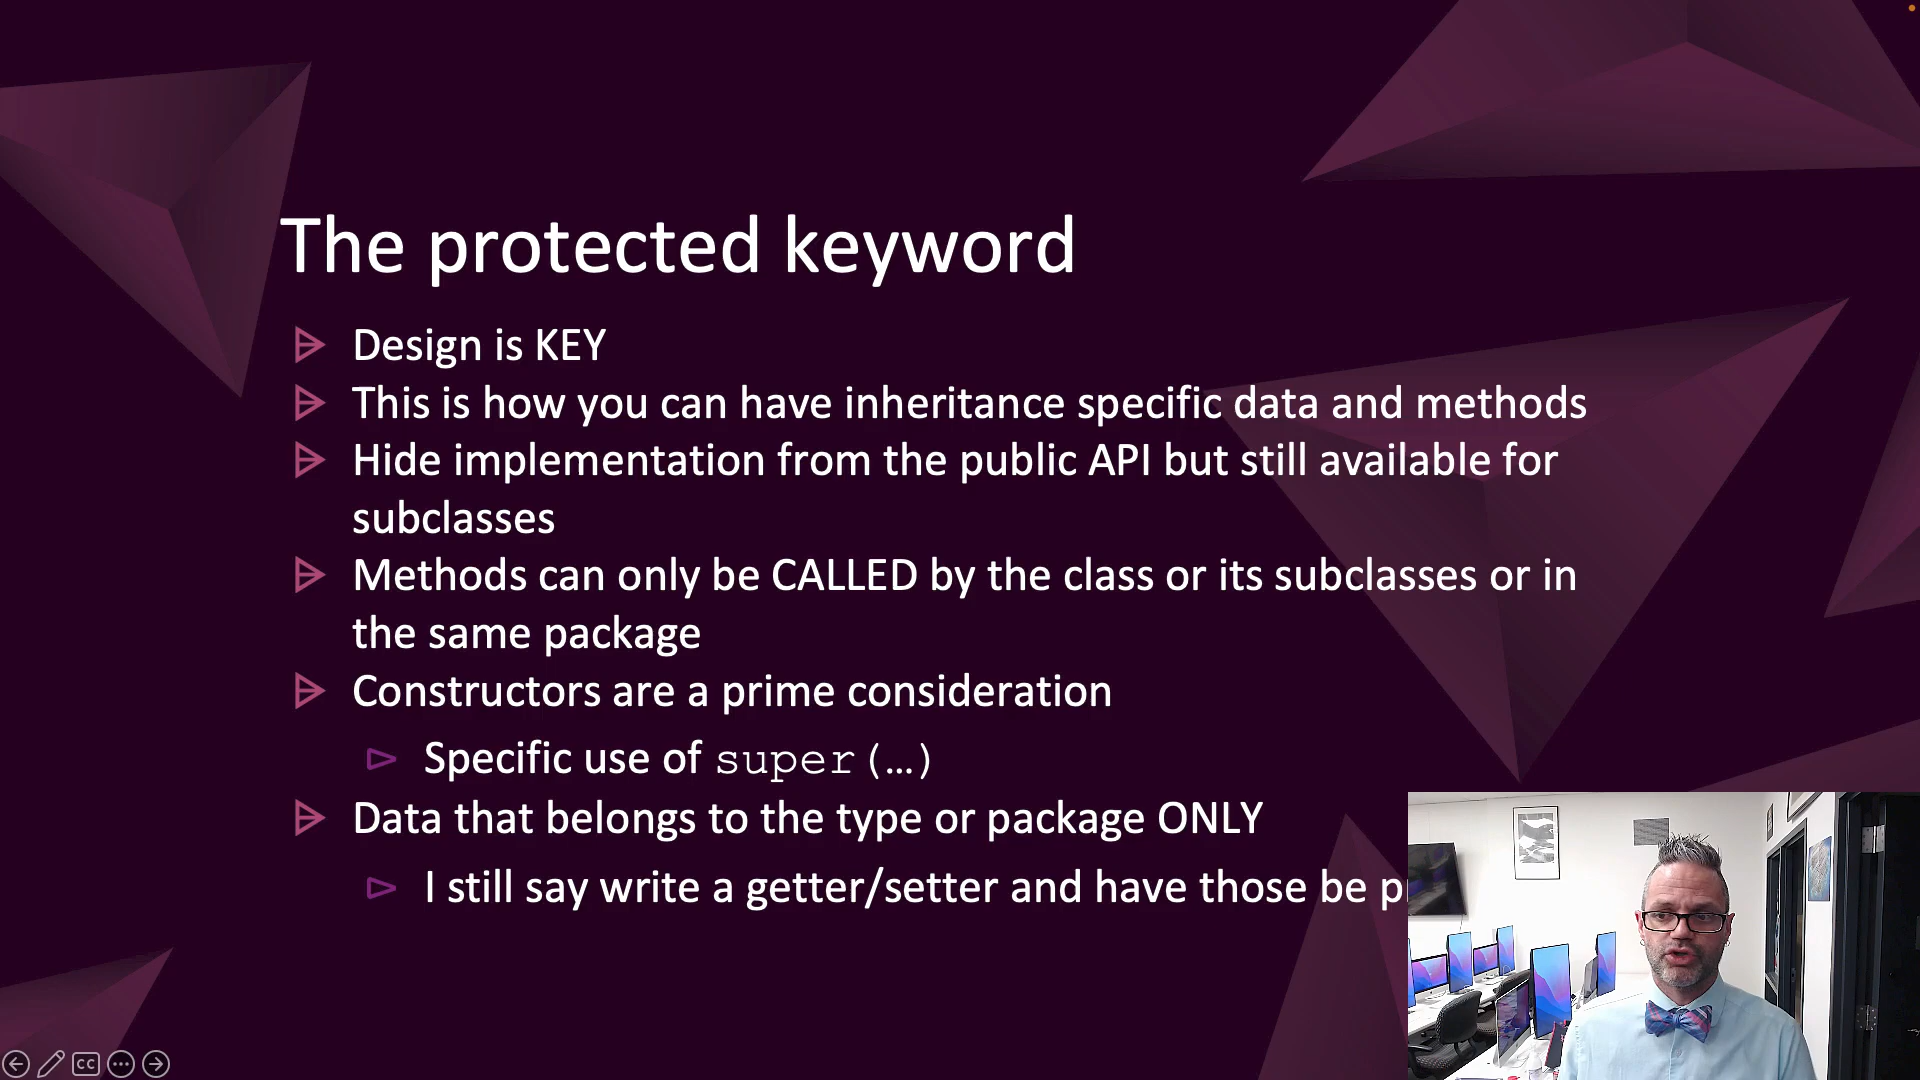 The protected keyword
Design is KEY
This is how you can have inheritance specific data and methods
Hide implementation from the public API but still available for
subclasses
Methods can only be CALLED by the class or its subclasses or in
the same package
Constructors are a prime consideration
Specific use of super(…)
Data that belongs to the type or package ONLY
I still say write a getter/setter and have those be
CC